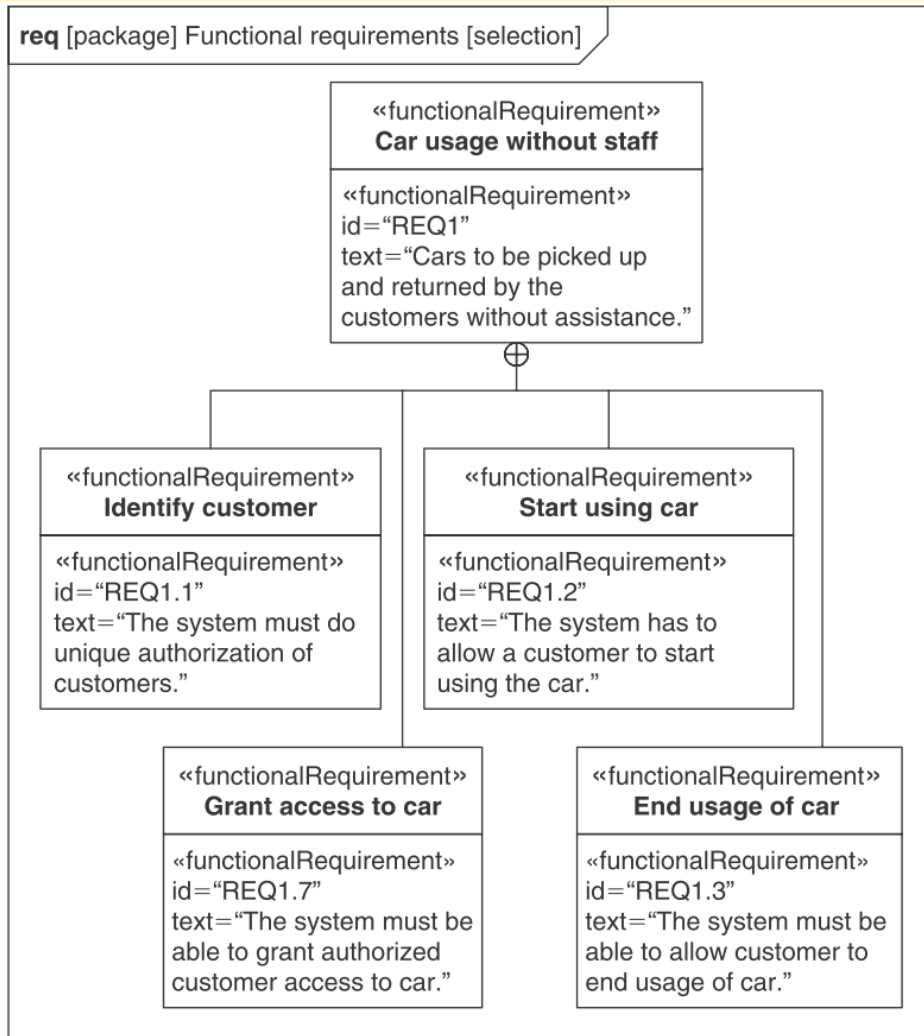 req [package] Functional requirements [selection]
«functionalRequirement»
Car usage without staff
«functionalRequirement»
id=“REQ1”
text=“Cars to be picked up
and returned by the
customers without assistance.”
«functionalRequirement»
Identify customer
«functionalRequirement»
id=“REQ1.1”
text=“The system must do
unique authorization of
customers.”
«functionalRequirement»
Start using car
«functionalRequirement»
id=“REQ1.2”
text=“The system has to
allow a customer to start
using the car.”
«functionalRequirement»
Grant access to car
«functionalRequirement»
id=“REQ1.7”
text=“The system must be
able to grant authorized
customer access to car.”
«functionalRequirement»
End usage of car
«functionalRequirement»
id=“REQ1.3”
text=“The system must be
able to allow customer to
end usage of car.”